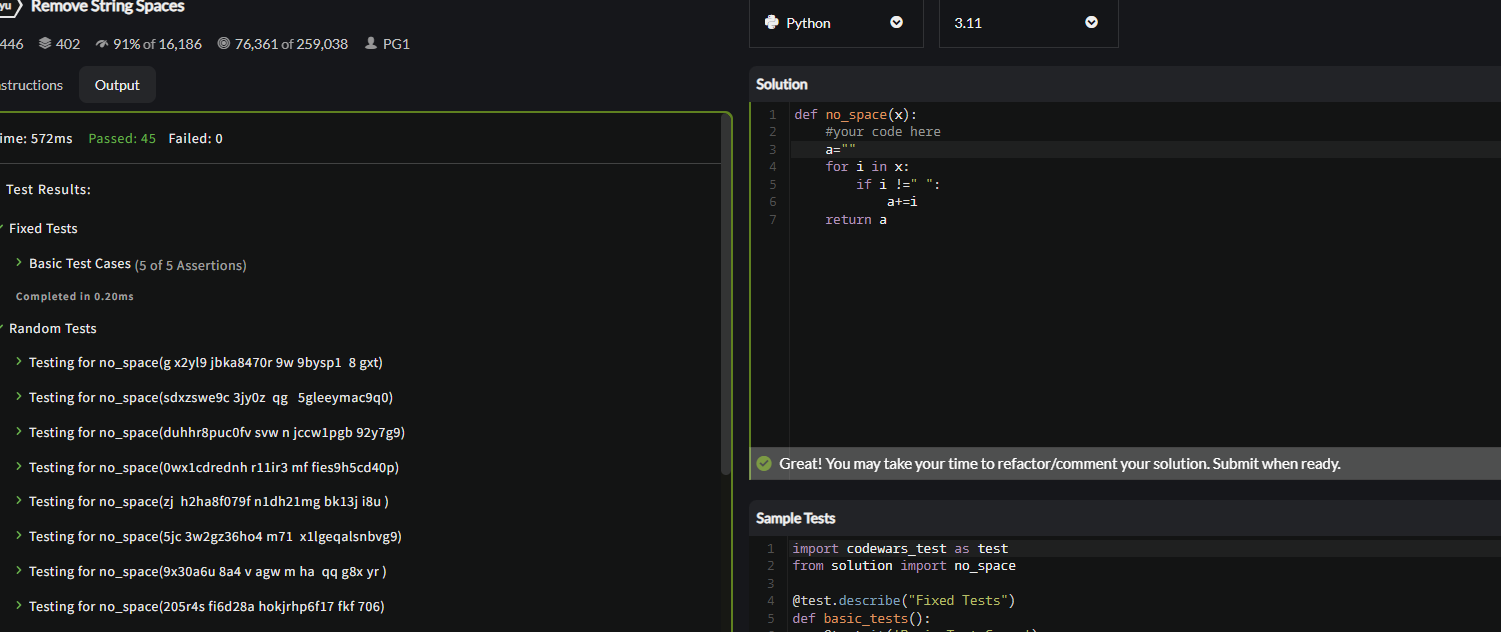 yu Remove String Spaces
446 402 91% of 16,186 76,361 of 259,038 PG1
structions Output
ime: 572ms Passed: 45 Failed: 0
Test Results:
Fixed Tests
Basic Test Cases (5 of 5 Assertions)
Completed in 0.20ms
Random Tests
Testing for no_space(g x2yl9 jbka8470r 9w 9bysp1  8 gxt)
Testing for no_space(sdxzswe9c 3jy0z  qg   5gleeymac9q0)
Testing for no_space(duhhr8puc0fv svw n jccw1pgb 92y7g9)
Testing for no_space(0wx1cdrednh r11ir3 mf fies9h5cd40p)
Testing for no_space(zj  h2ha8f079f n1dh21mg bk13j i8u )
Testing for no_space(5jc 3w2gz36ho4 m71  x1lgeqalsnbvg9)
Testing for no_space(9x30a6u 8a4 v agw m ha  qq g8x yr )
Testing for no_space(205r4s fi6d28a hokjrhp6f17 fkf 706)
Python 3.11
Solution
1 def no_space(x):
2     #your code here
3     a=""
4     for i in x:
5         if i !=" ":
6             a+=i
7     return a
Great! You may take your time to refactor/comment your solution. Submit when ready.
Sample Tests
1 import codewars_test as test
2 from solution import no_space
3
4 @test.describe("Fixed Tests")
5 def basic_tests():